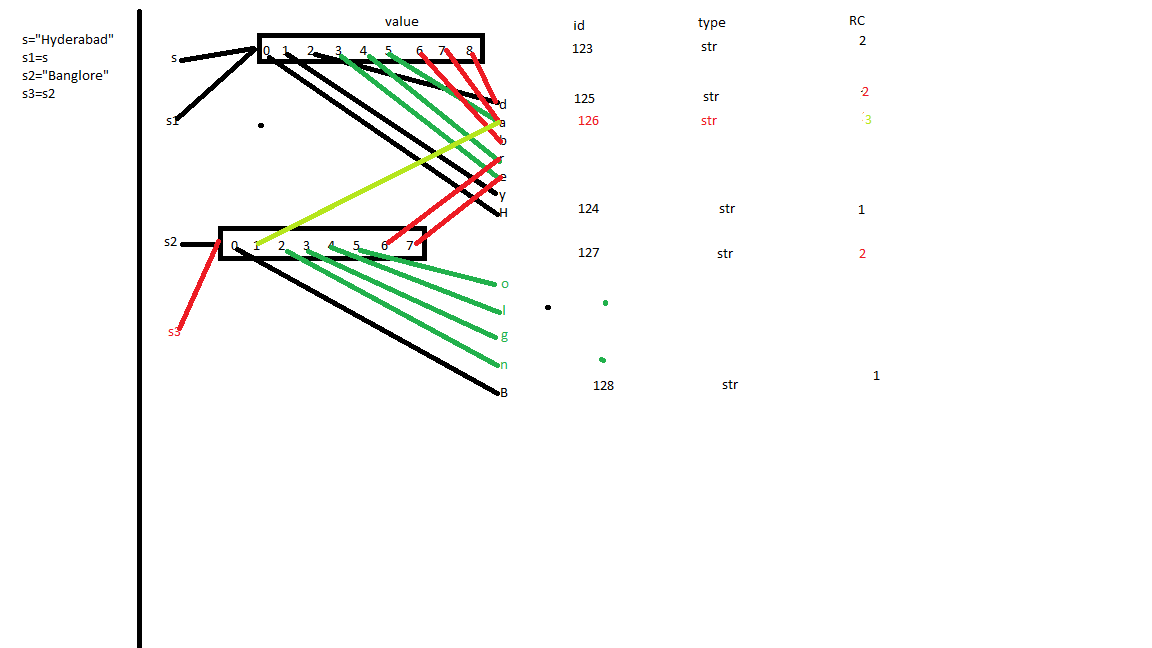 value id type RC
s="Hyderabad"
s1=s
s2="Banglore"
s3=s2
s 0 1 2 3 4 5 6 7 8 123 str 2
d 125 str 2
s1 a 126 str 3
b
r
e
y
H 124 str 1
s2 0 1 2 3 4 5 6 7 127 str 2
o
l
s3 g
n
B 128 str 1